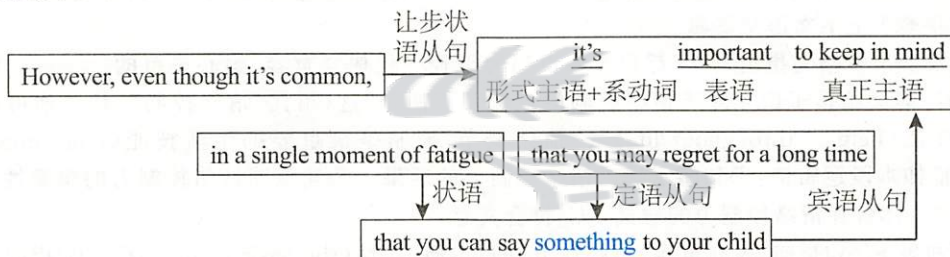 让步状
语从句
However, even though it's common,
it's important to keep in mind
形式主语+系动词 表语 真正主语
in a single moment of fatigue that you may regret for a long time
状语 定语从句 宾语从句
that you can say something to your child